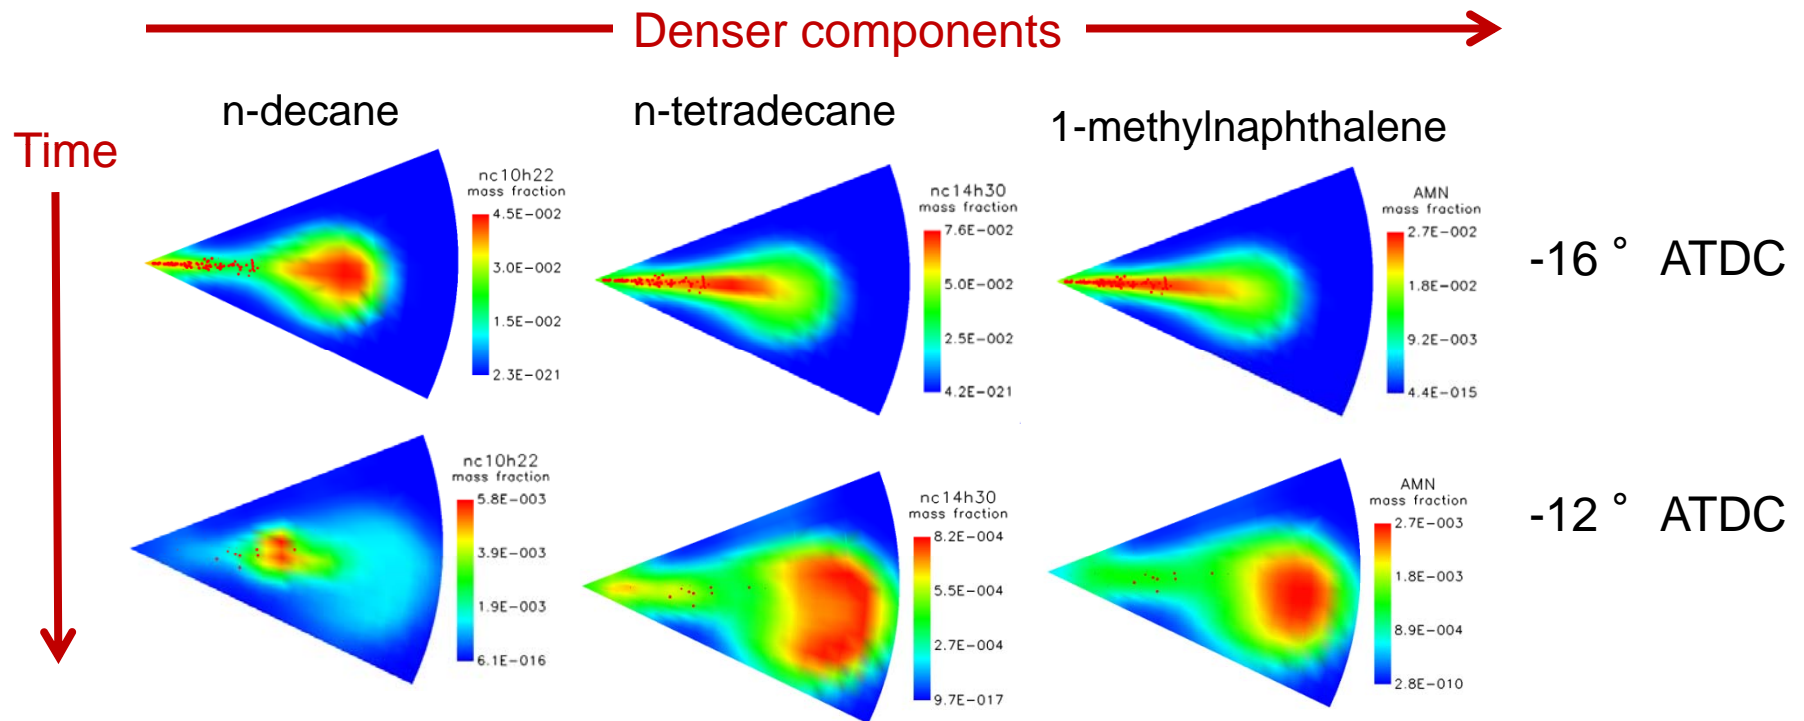 Denser components
n-decane
n-tetradecane
1-methylnaphthalene
Time
nc10h22
mass fraction
4.5E-002
3.0E-002
1.5E-002
2.3E-021
nc14h30
mass fraction
7.6E-002
5.0E-002
2.5E-002
4.2E-021
AMN
mass fraction
2.7E-002
1.8E-002
9.2E-003
4.4E-015
-16 ° ATDC
nc10h22
mass fraction
5.8E-003
3.9E-003
1.9E-003
6.1E-016
nc14h30
mass fraction
8.2E-004
5.5E-004
2.7E-004
9.7E-017
AMN
mass fraction
2.7E-003
1.8E-003
8.9E-004
2.8E-010
-12 ° ATDC